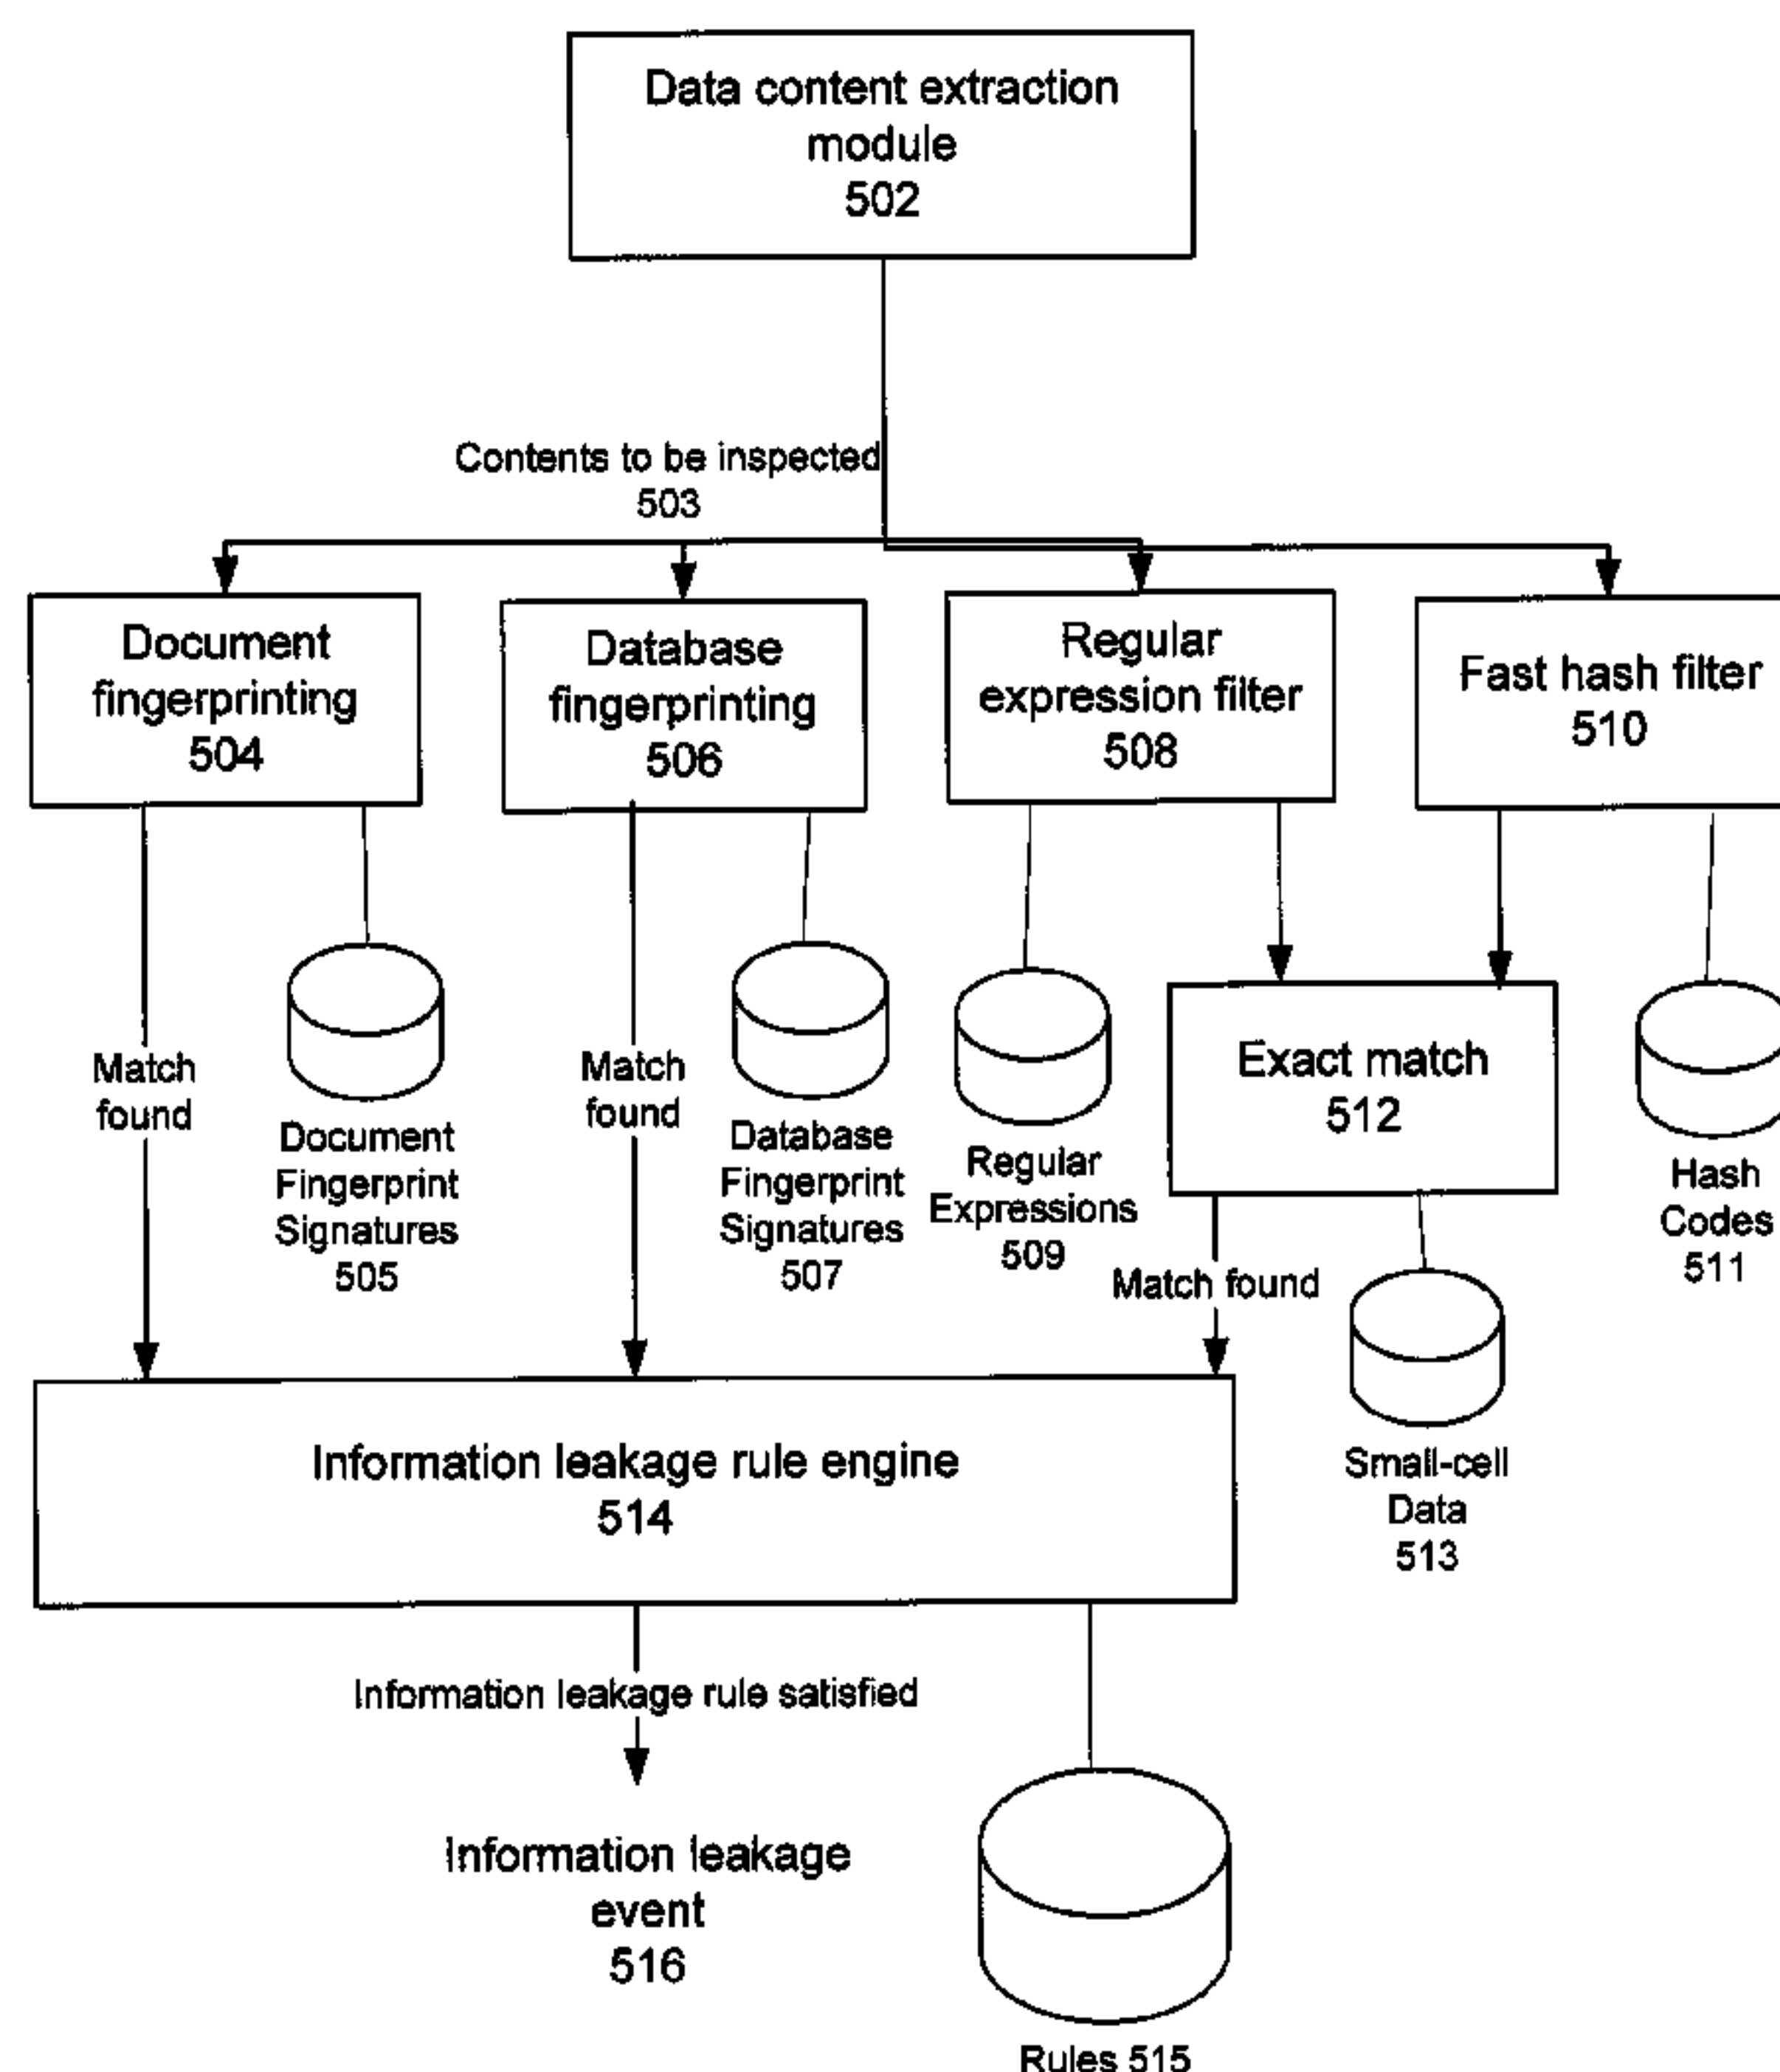 Data content extraction
module
502
Contents to be inspected
503
Document
fingerprinting
504
Database
fingerprinting
506
Regular
expression filter
508
Fast hash filter
510
Match
found
Document
Fingerprint
Signatures
505
Match
found
Database
Fingerprint
Signatures
507
Regular
Expressions
509
Exact match
512
Hash
Codes
511
Match found
Small-cell
Data
513
Information leakage rule engine
514
Information leakage rule satisfied
Information leakage
event
516
Rules 515